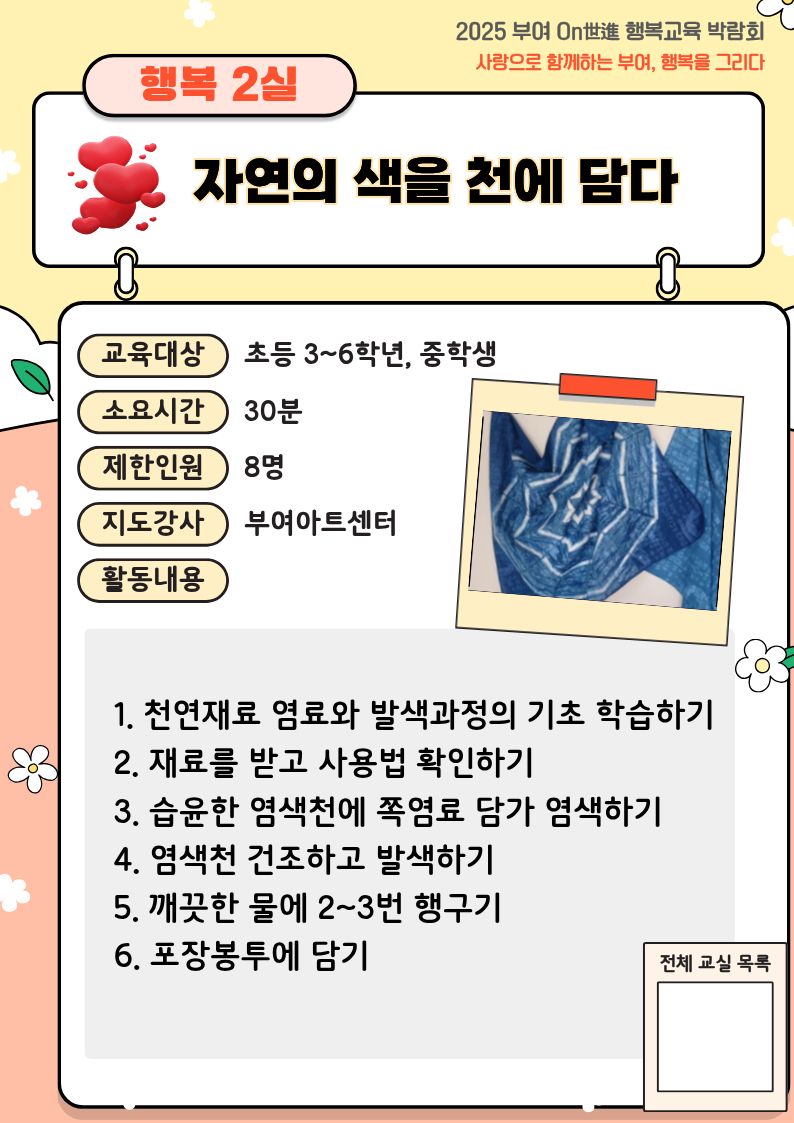 2025 부여 On世進 행복교육 박람회
사랑으로 함께하는 부여, 행복을 그리다
행복 2실
자연의 색을 천에 담다
교육대상 초등 3~6학년, 중학생
소요시간 30분
제한인원 8명
지도강사 부여아트센터
활동내용
1. 천연재료 염료와 발색과정의 기초 학습하기
2. 재료를 받고 사용법 확인하기
3. 습윤한 염색천에 쪽염료 담가 염색하기
4. 염색천 건조하고 발색하기
5. 깨끗한 물에 2~3번 행구기
6. 포장봉투에 담기
전체 교실 목록